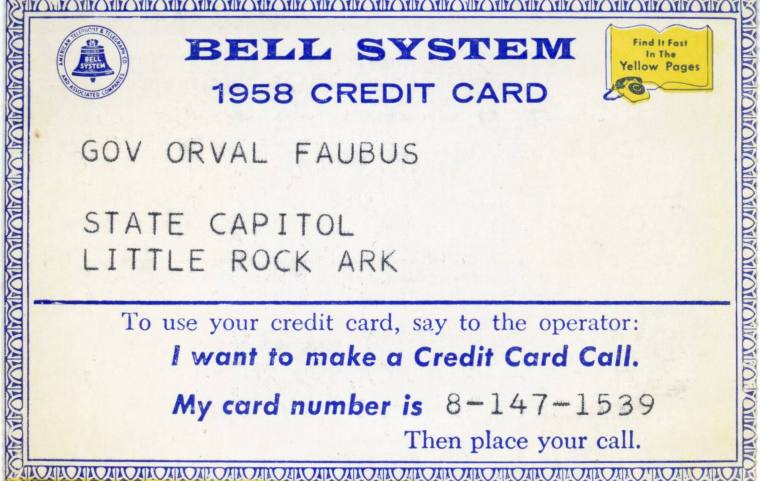 AMERICAN TELEPHONE & TELEGRAPH CO
AND ASSOCIATED COMPANIES
BELL
SYSTEM
BELL SYSTEM
1958 CREDIT CARD
Find It Fast
In The
Yellow Pages
GOV ORVAL FAUBUS
STATE CAPITOL
LITTLE ROCK ARK
To use your credit card, say to the operator:
I want to make a Credit Card Call.
My card number is 8-147-1539
Then place your call.